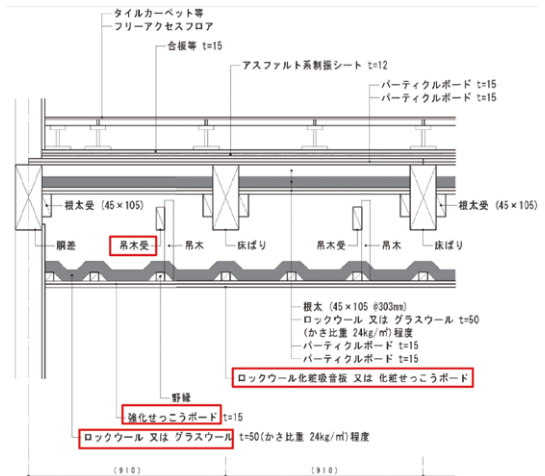 タイルカーペット等
フリーアクセスフロア
合板等 t=15
アスファルト系制振シート t=12
パーティクルボード t=15
パーティクルボード t=15
根太受 (45×105)
根太受 (45×105)
胴差
吊木受
吊木
床ばり
吊木受
吊木
床ばり
根太 (45×105 @303mm)
ロックウール 又は グラスウール t=50
(かさ比重 24kg/㎥)程度
パーティクルボード t=15
パーティクルボード t=15
ロックウール化粧吸音板 又は 化粧せっこうボード
野縁
強化せっこうボード t=15
ロックウール 又は グラスウール t=50(かさ比重 24kg/㎥)程度
(910)
(910)